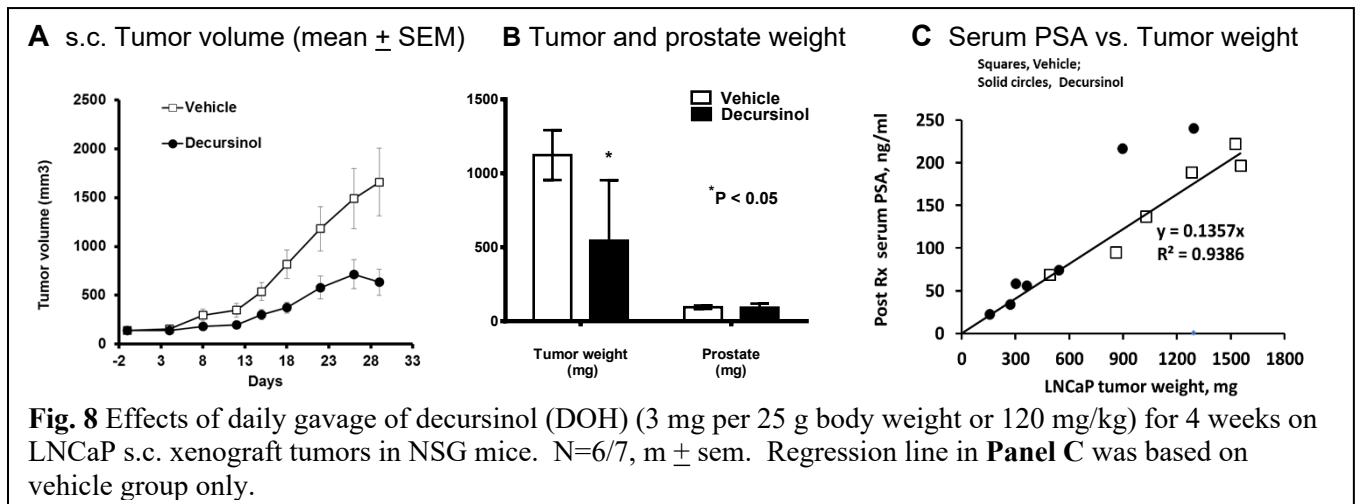 A s.c. Tumor volume (mean ± SEM)
2500
2000
1500
1000
500
0
Tumor volume (mm3)
Vehicle
Decursinol
-2 3 8 13 18 23 28 33
Days
B Tumor and prostate weight
1500
1000
500
0
Vehicle
Decursinol
*
*P < 0.05
Tumor weight
(mg)
Prostate
(mg)
C Serum PSA vs. Tumor weight
Squares, Vehicle;
Solid circles, Decursinol
250
200
150
100
50
0
Post Rx serum PSA, ng/ml
y = 0.1357x
R² = 0.9386
0 300 600 900 1200 1500 1800
LNCaP tumor weight, mg
Fig. 8 Effects of daily gavage of decursinol (DOH) (3 mg per 25 g body weight or 120 mg/kg) for 4 weeks on
LNCaP s.c. xenograft tumors in NSG mice. N=6/7, m ± sem. Regression line in Panel C was based on
vehicle group only.